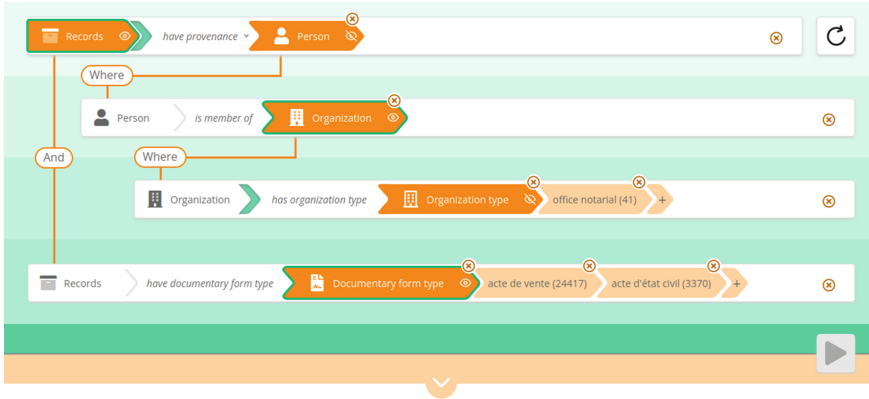 Records have provenance Person
Where
Person is member of Organization
And
Where
Organization has organization type Organization type office notarial (41) +
Records have documentary form type Documentary form type acte de vente (24417) acte d'état civil (3370) +